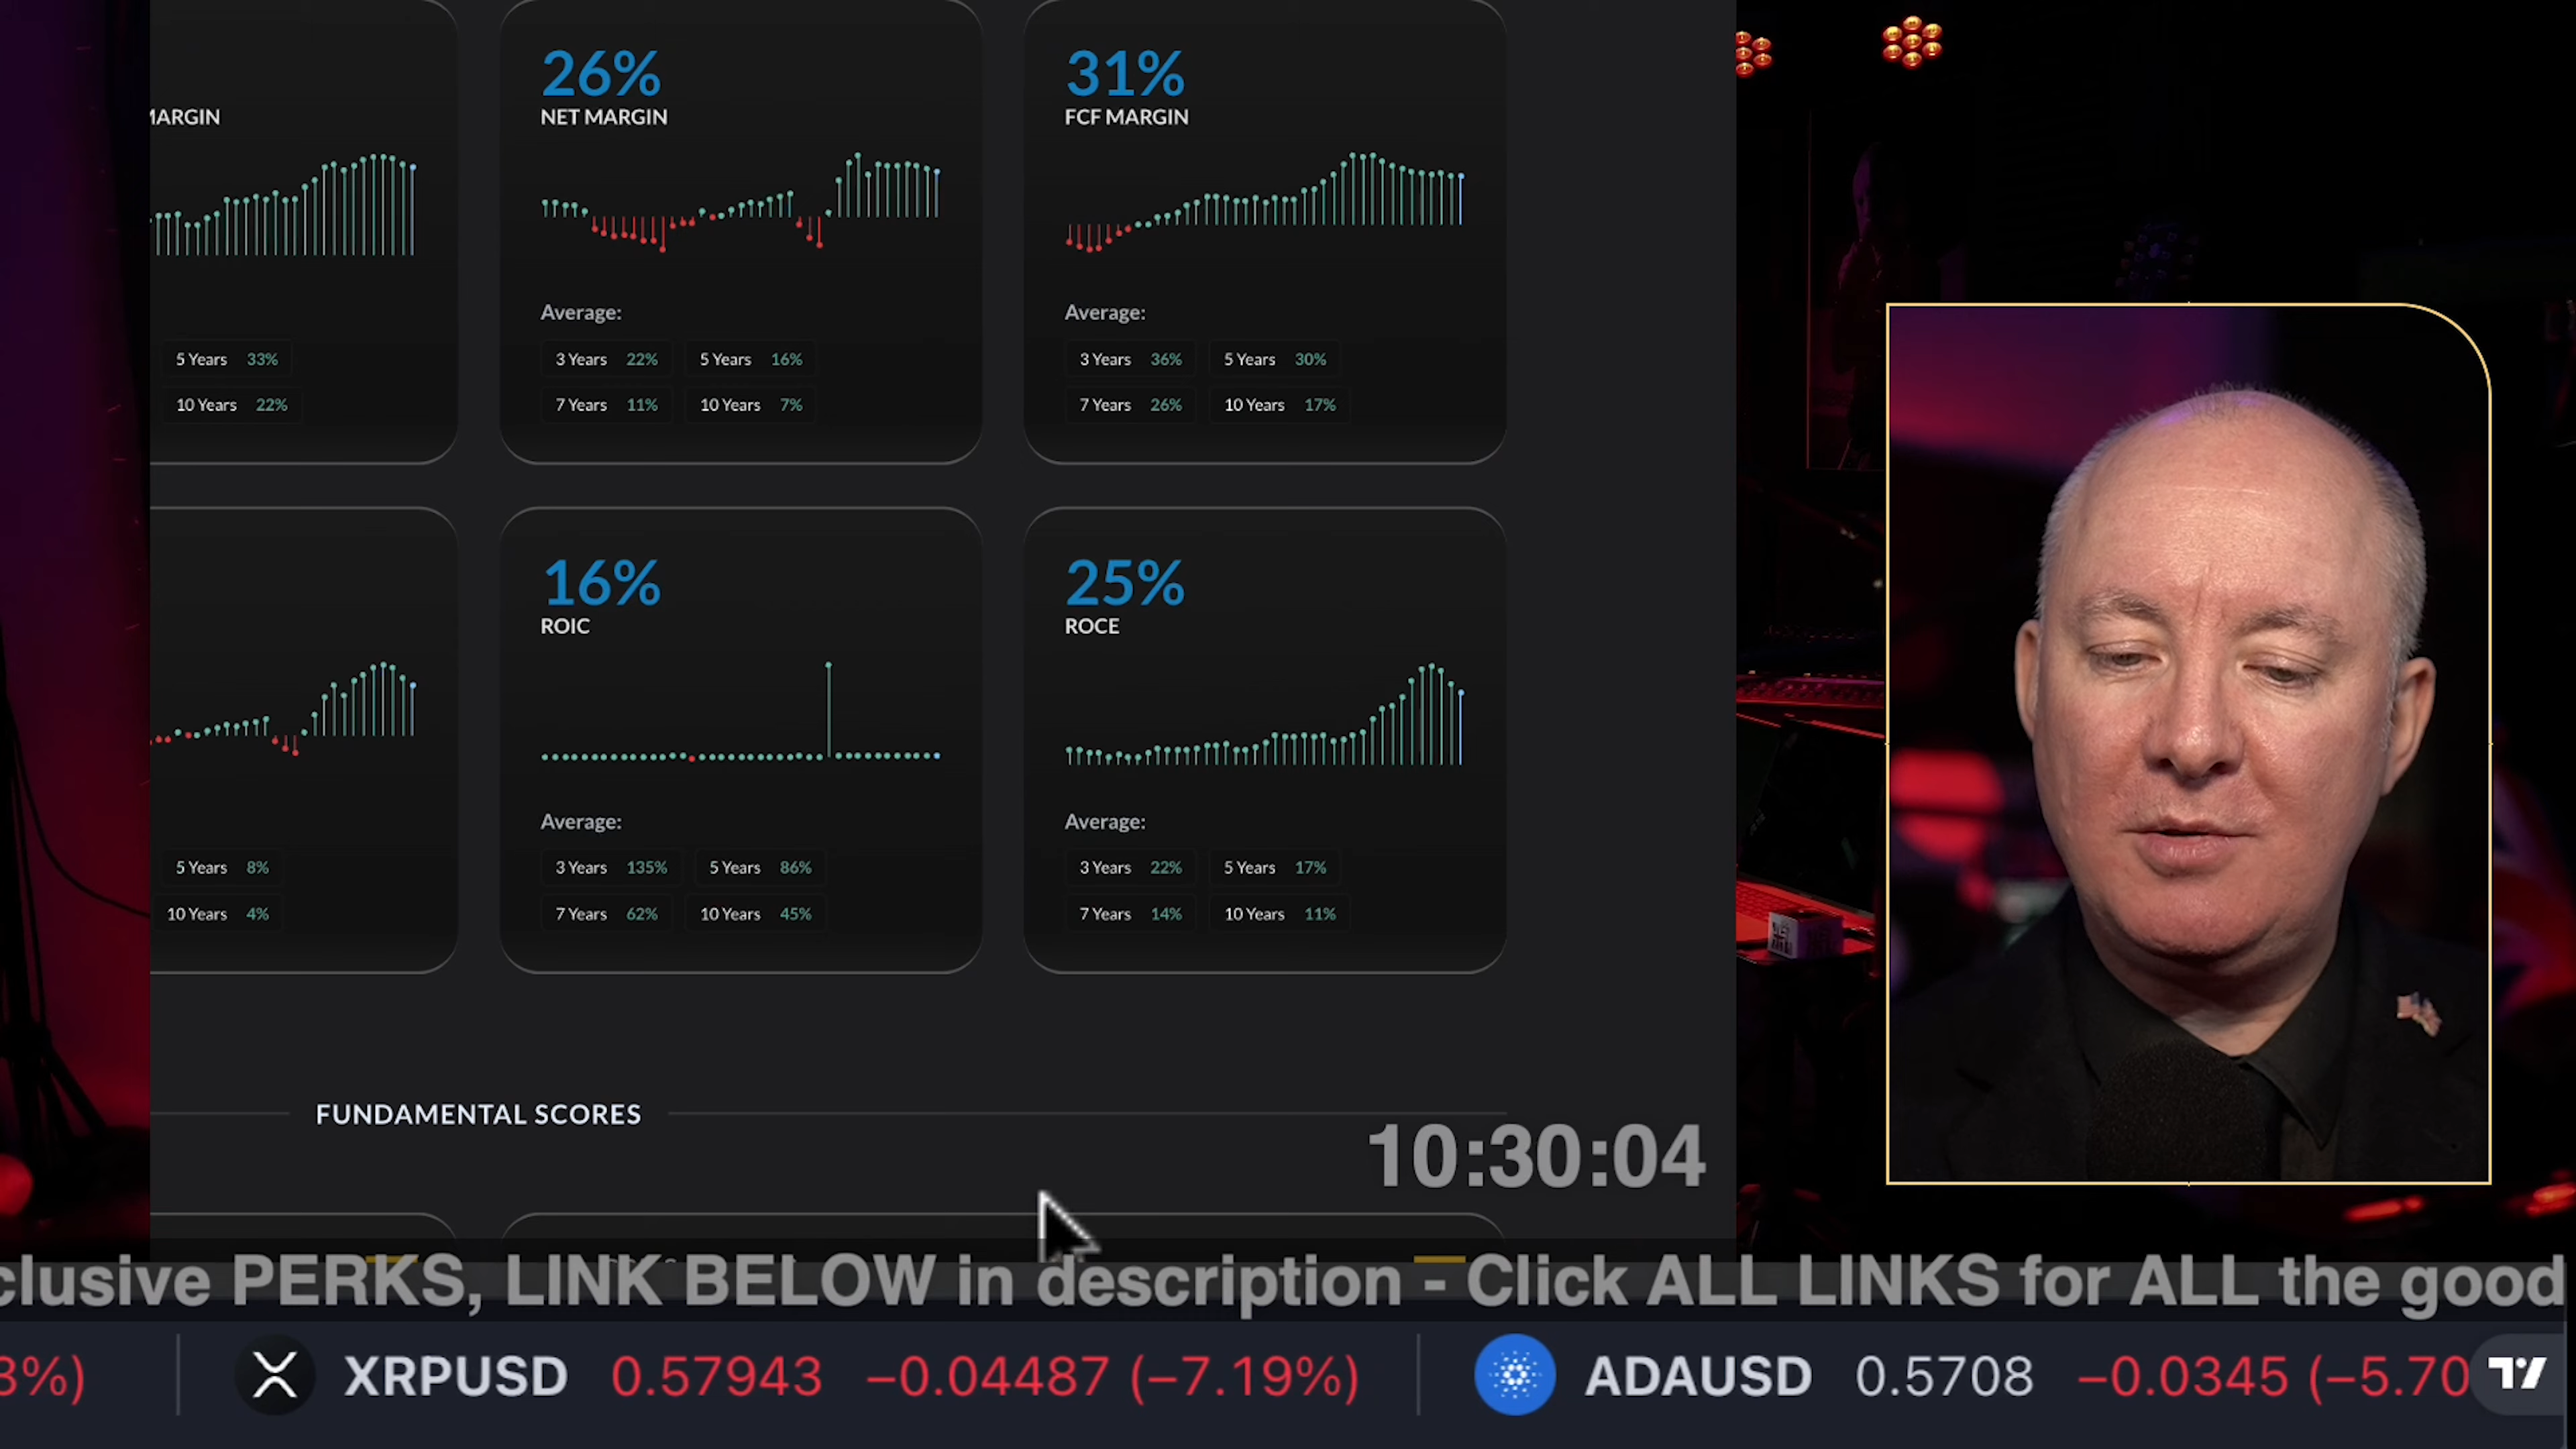 MARGIN
5 Years 33%
10 Years 22%
26%
NET MARGIN
Average:
3 Years 22% 5 Years 16%
7 Years 11% 10 Years 7%
31%
FCF MARGIN
Average:
3 Years 36% 5 Years 30%
7 Years 26% 10 Years 17%
5 Years 8%
10 Years 4%
16%
ROIC
Average:
3 Years 135% 5 Years 86%
7 Years 62% 10 Years 45%
25%
ROCE
Average:
3 Years 22% 5 Years 17%
7 Years 14% 10 Years 11%
FUNDAMENTAL SCORES
10:30:04
clusive PERKS, LINK BELOW in description - Click ALL LINKS for ALL the good
3%) XRPUSD 0.57943 −0.04487 (−7.19%) ADAUSD 0.5708 −0.0345 (−5.70